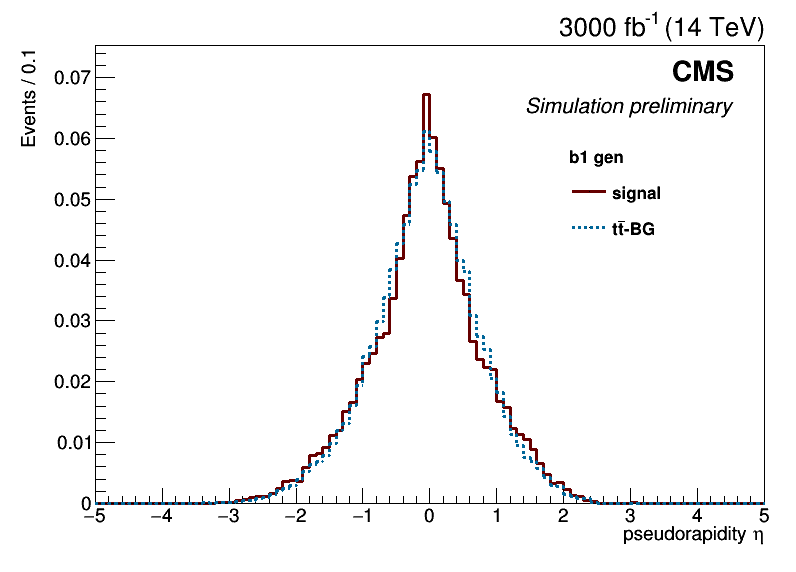 3000 fb⁻¹ (14 TeV)
CMS
Simulation preliminary
Events / 0.1
b1 gen
signal
tt̄-BG
0.07
0.06
0.05
0.04
0.03
0.02
0.01
0
−5 −4 −3 −2 −1 0 1 2 3 4 5
pseudorapidity η